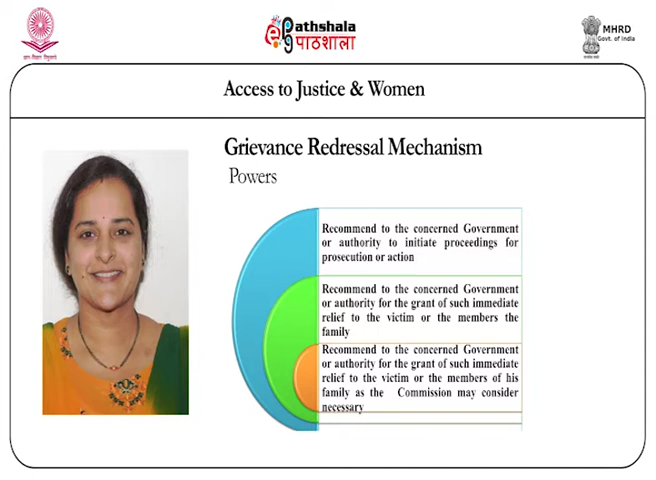 ePathshala
पाठशाला
MHRD
Govt. of India
Access to Justice & Women
Grievance Redressal Mechanism
Powers
Recommend to the concerned Government
or authority to initiate proceedings for
prosecution or action
Recommend to the concerned Government
or authority for the grant of such immediate
relief to the victim or the members the
family
Recommend to the concerned Government
or authority for the grant of such immediate
relief to the victim or the members of his
family as the Commission may consider
necessary